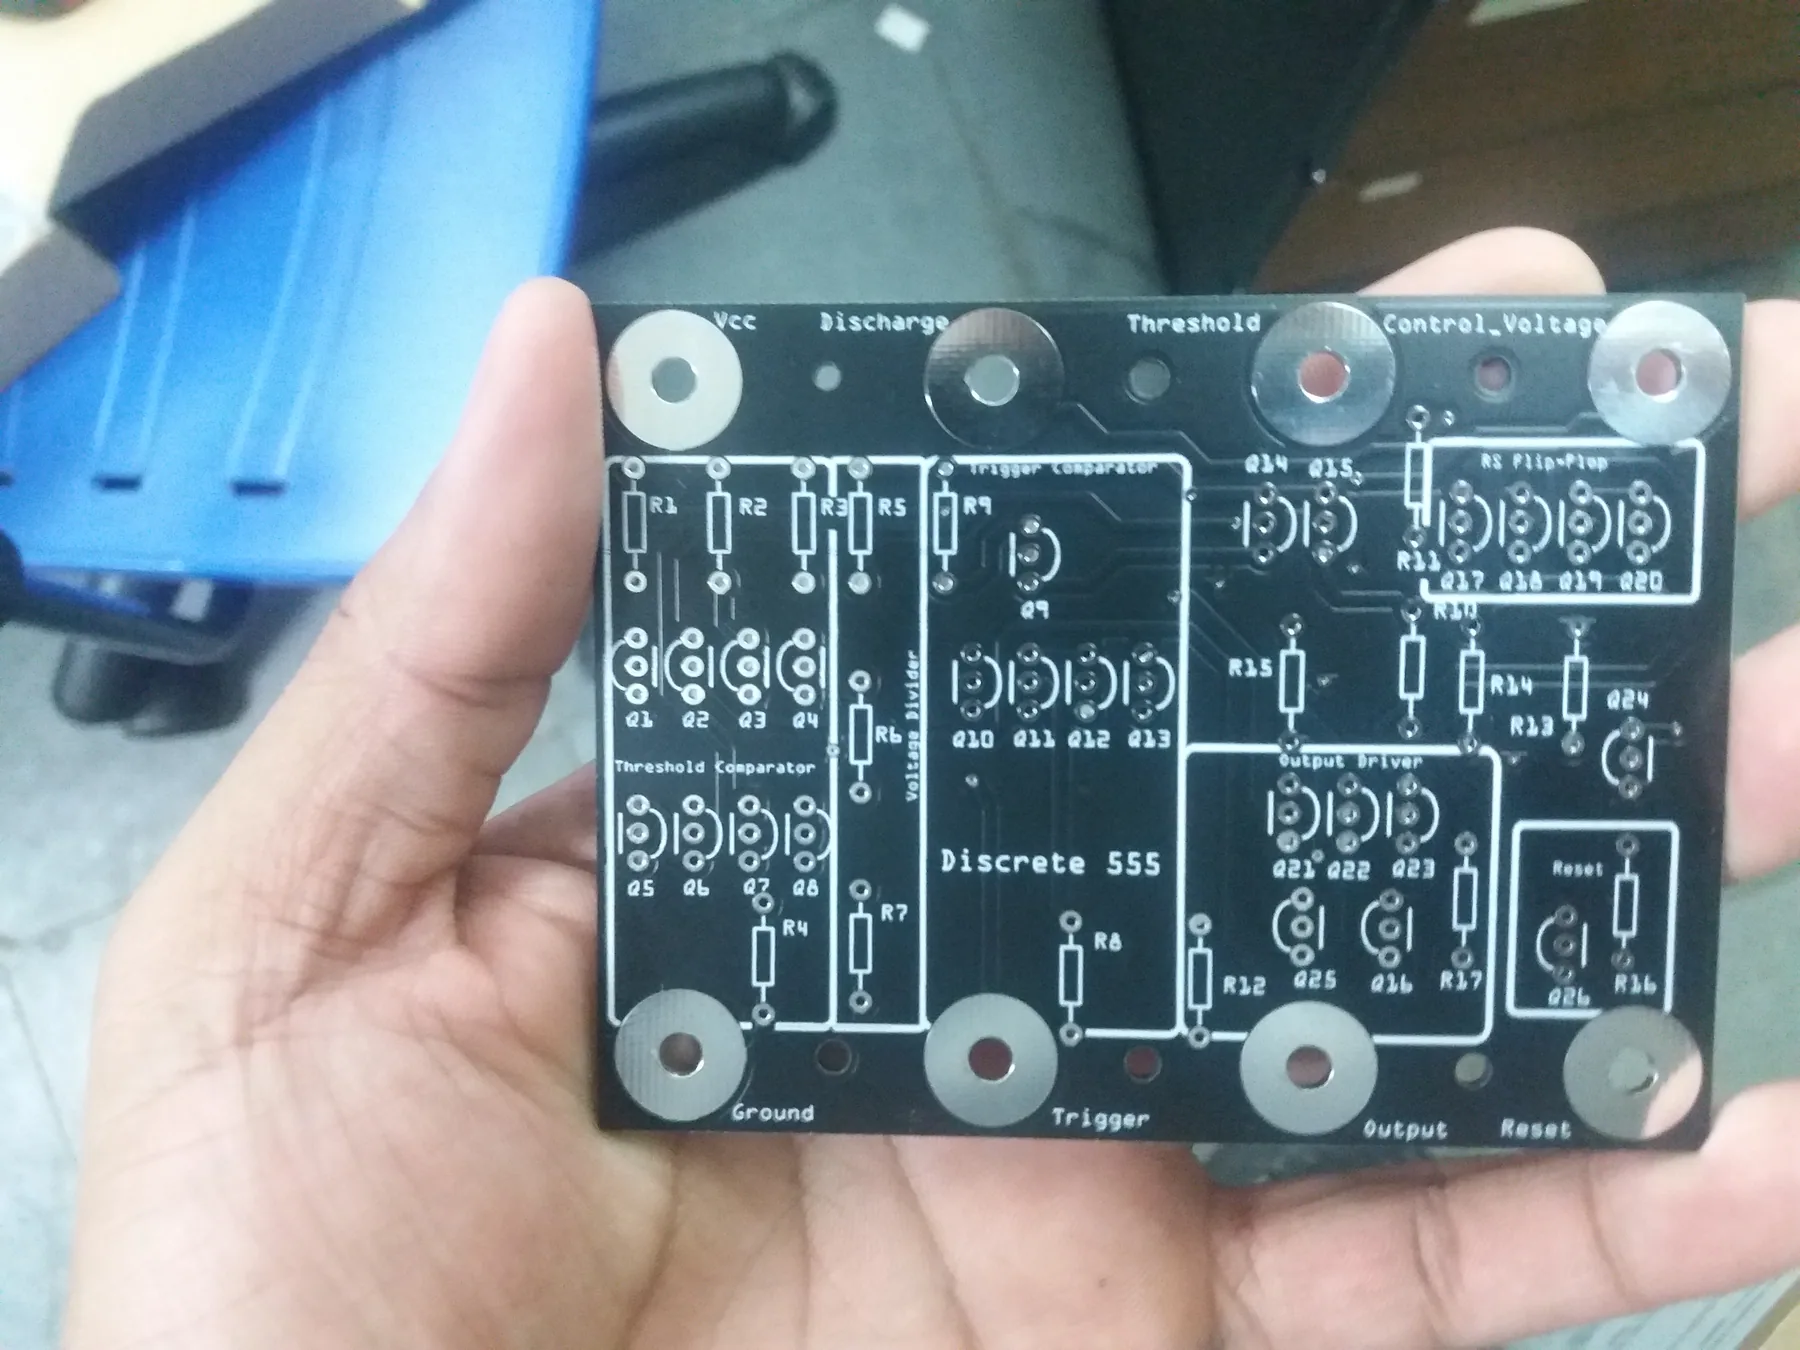 Vcc Discharge Threshold Control_Voltage
Trigger Comparator
RS Flip-Flop
Q14 Q15
R1 R2 R3 R5 R9
R11
Q17 Q18 Q19 Q20
Q9
R10
R15
R14
R13
Q24
Q1 Q2 Q3 Q4
R6
Voltage Divider
Q10 Q11 Q12 Q13
Threshold Comparator
Output Driver
Discrete 555
Q21 Q22 Q23
Reset
Q5 Q6 Q7 Q8
R4
R7
R8
R12
Q25 Q16 R17
Q26 R16
Ground Trigger Output Reset